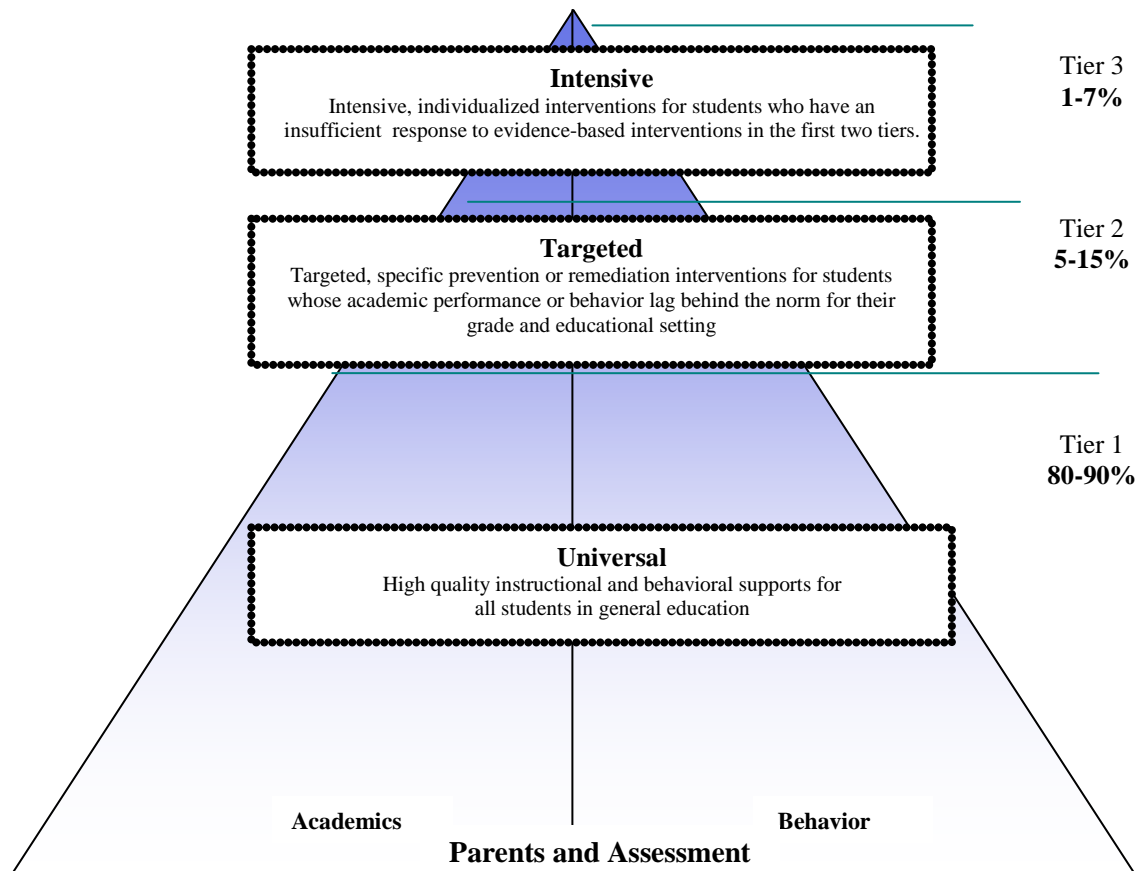 Intensive
Intensive, individualized interventions for students who have an
insufficient response to evidence-based interventions in the first two tiers.
Tier 3
1-7%
Targeted
Targeted, specific prevention or remediation interventions for students
whose academic performance or behavior lag behind the norm for their
grade and educational setting
Tier 2
5-15%
Tier 1
80-90%
Universal
High quality instructional and behavioral supports for
all students in general education
Academics
Behavior
Parents and Assessment